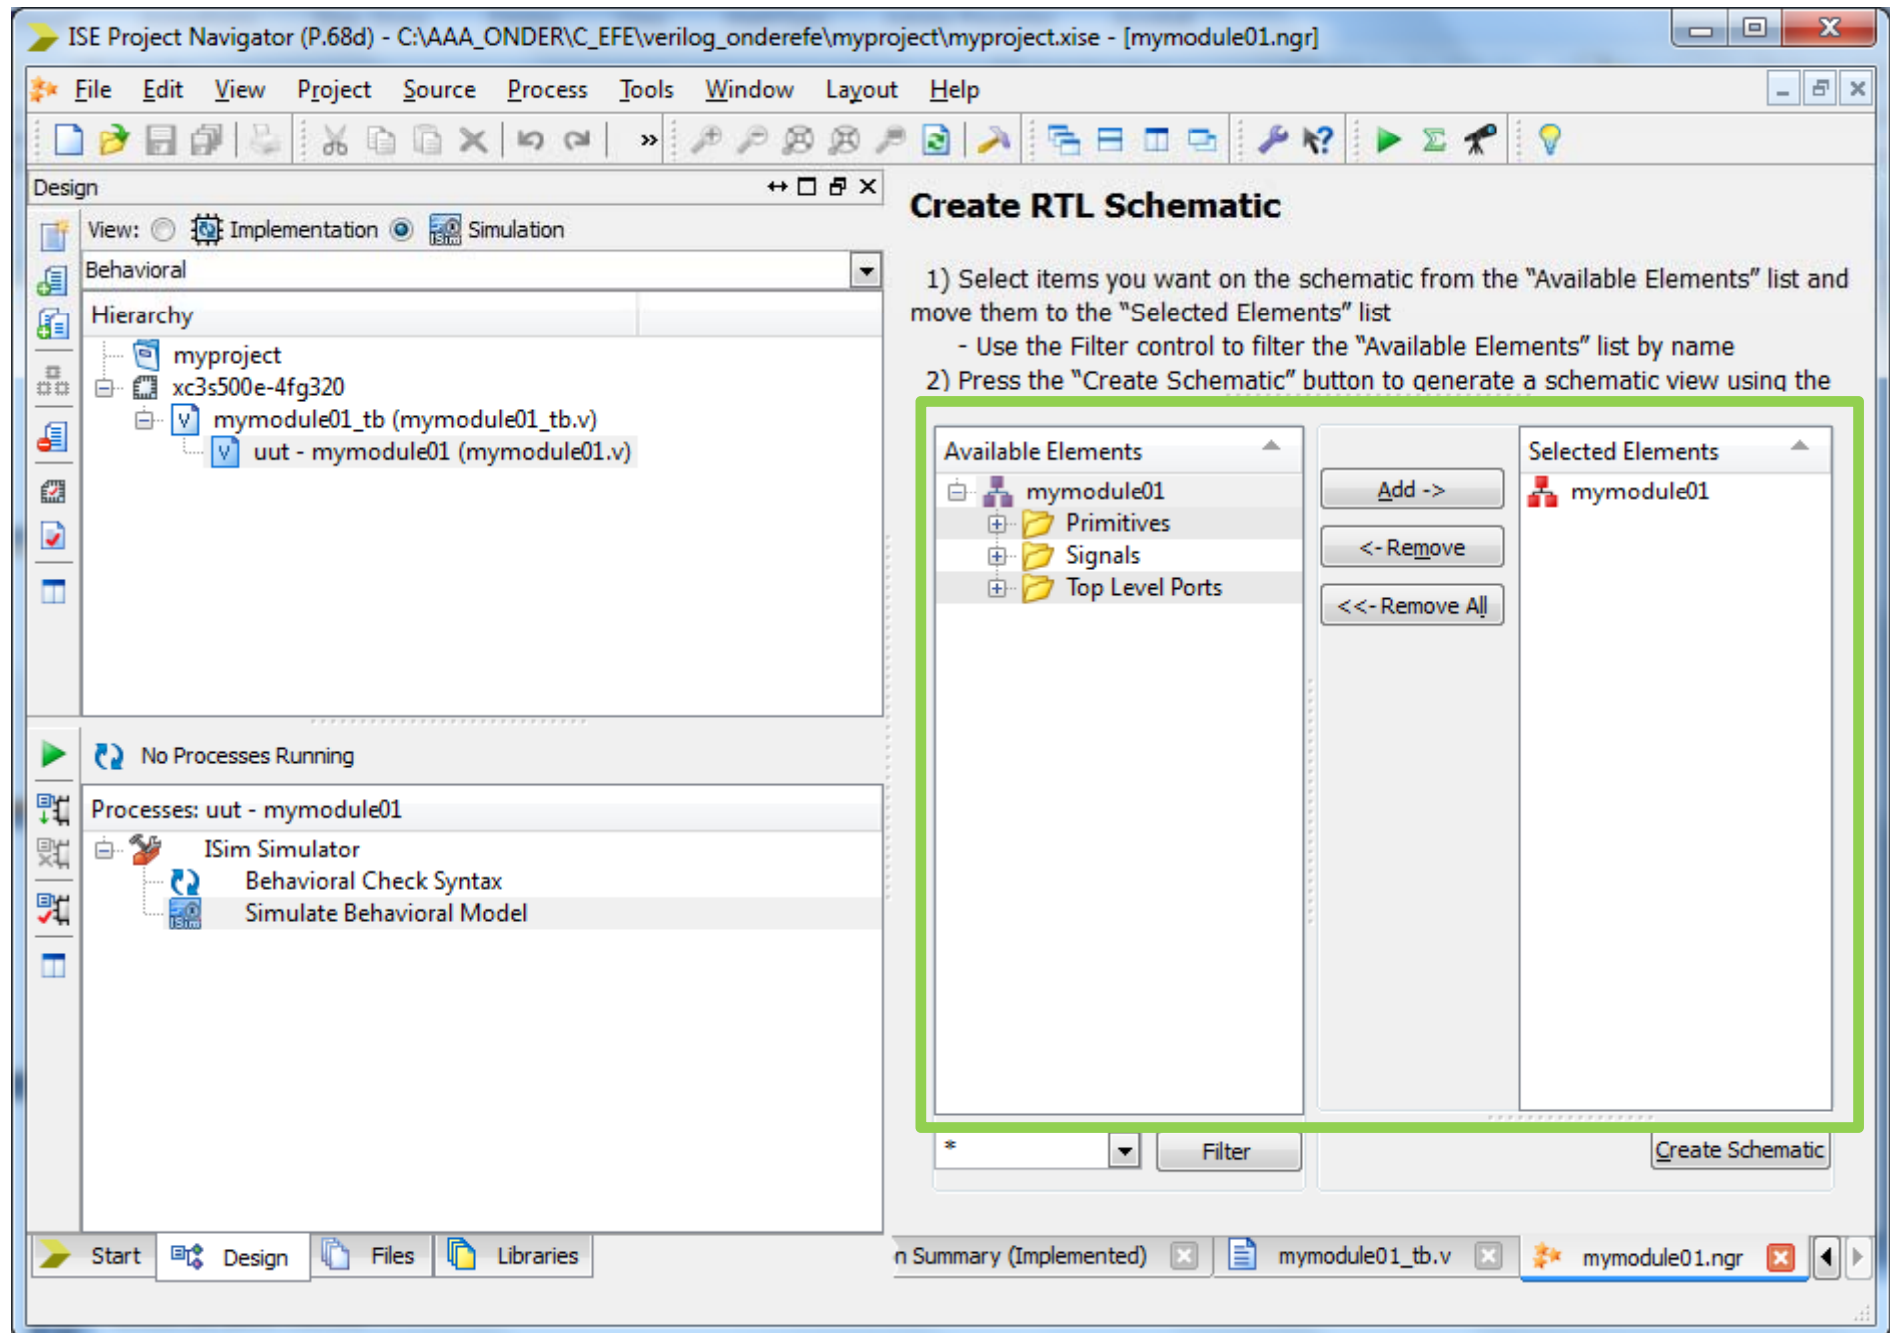 ISE Project Navigator (P.68d) - C:\AAA_ONDER\C_EFE\verilog_onderefe\myproject\myproject.xise - [mymodule01.ngr]
File Edit View Project Source Process Tools Window Layout Help
»
Design
View: Implementation Simulation
Behavioral
Hierarchy
myproject
xc3s500e-4fg320
mymodule01_tb (mymodule01_tb.v)
uut - mymodule01 (mymodule01.v)
No Processes Running
Processes: uut - mymodule01
ISim Simulator
Behavioral Check Syntax
Simulate Behavioral Model
Start Design Files Libraries
Create RTL Schematic
1) Select items you want on the schematic from the "Available Elements" list and
move them to the "Selected Elements" list
- Use the Filter control to filter the "Available Elements" list by name
2) Press the "Create Schematic" button to generate a schematic view using the
Available Elements
mymodule01
Primitives
Signals
Top Level Ports
Add ->
<- Remove
<<- Remove All
Selected Elements
mymodule01
* Filter
Create Schematic
n Summary (Implemented) mymodule01_tb.v mymodule01.ngr